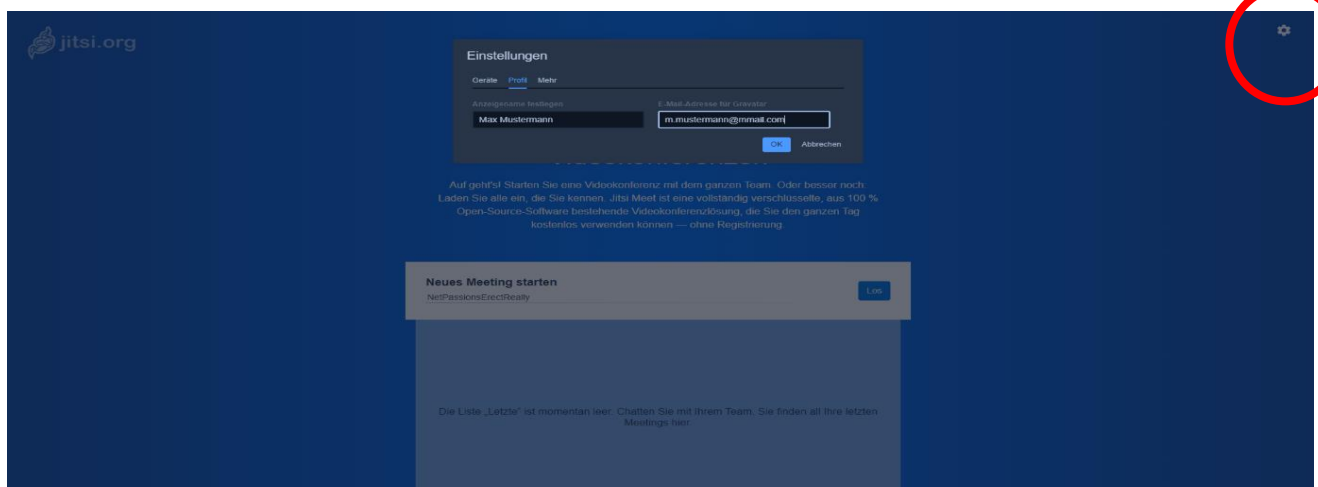 jitsi.org
Einstellungen
Geräte Profil Mehr
Anzeigename festlegen E-Mail-Adresse für Gravatar
Max Mustermann m.mustermann@mmail.com
OK Abbrechen
Auf geht's! Starten Sie eine Videokonferenz mit dem ganzen Team. Oder besser noch:
Laden Sie alle ein, die Sie kennen. Jitsi Meet ist eine vollständig verschlüsselte, aus 100 %
Open-Source-Software bestehende Videokonferenzlösung, die Sie den ganzen Tag
kostenlos verwenden können — ohne Registrierung.
Neues Meeting starten
NetPassionsErectReally
Los
Die Liste „Letzte“ ist momentan leer. Chatten Sie mit Ihrem Team. Sie finden all Ihre letzten
Meetings hier.